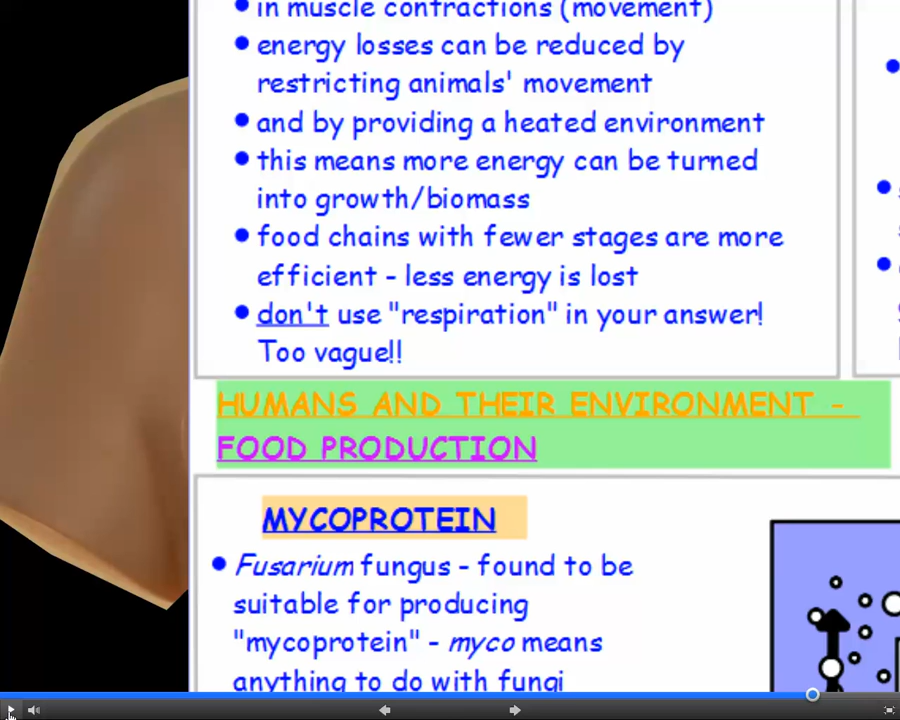 in muscle contractions (movement)
energy losses can be reduced by
restricting animals' movement
and by providing a heated environment
this means more energy can be turned
into growth/biomass
food chains with fewer stages are more
efficient - less energy is lost
don't use "respiration" in your answer!
Too vague!!
HUMANS AND THEIR ENVIRONMENT -
FOOD PRODUCTION
MYCOPROTEIN
Fusarium fungus - found to be
suitable for producing
"mycoprotein" - myco means
anything to do with fungi